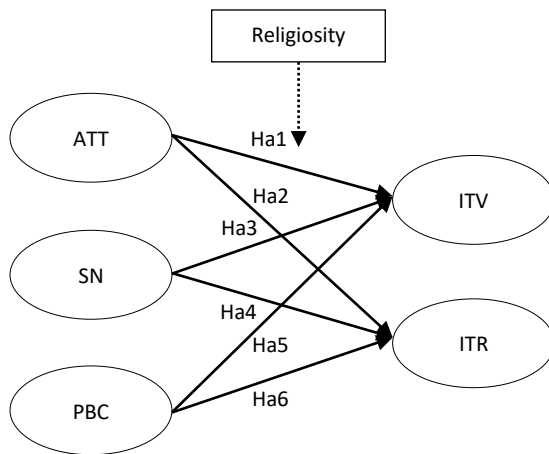 Religiosity
ATT
Ha1
Ha2
ITV
Ha3
SN
Ha4
Ha5
ITR
Ha6
PBC